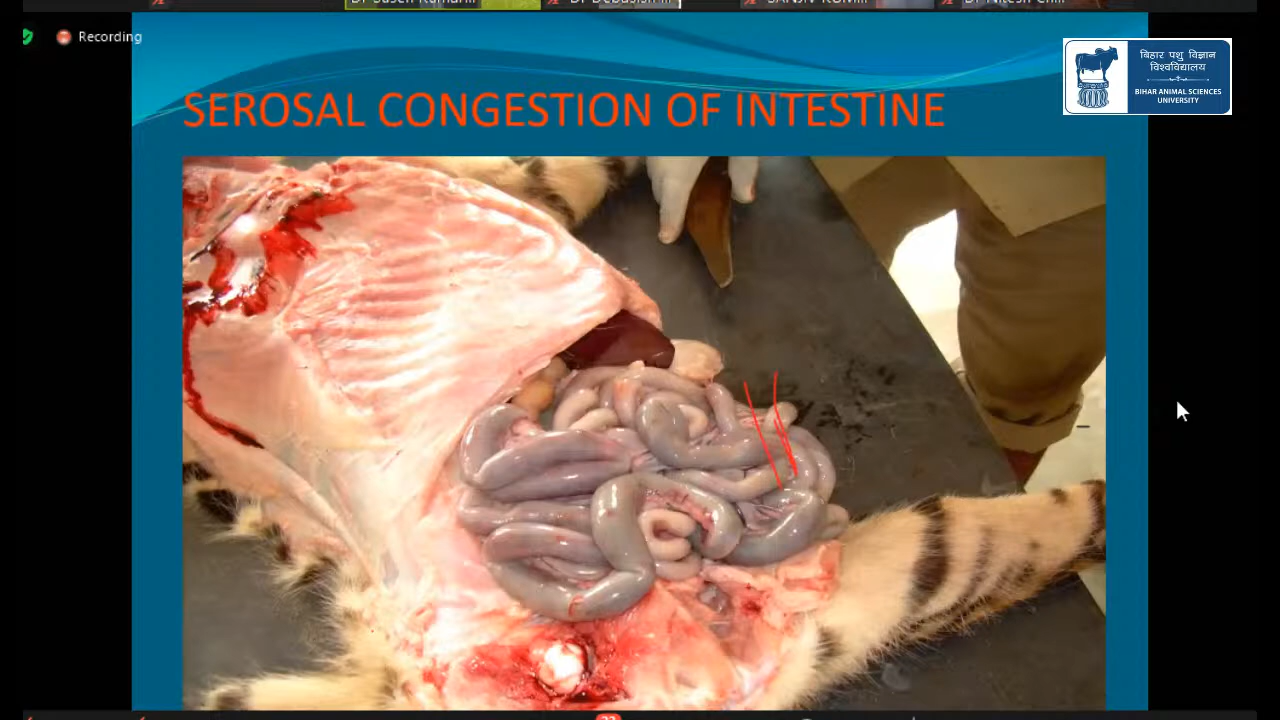 Recording
SEROSAL CONGESTION OF INTESTINE
बिहार पशु विज्ञान
विश्वविद्यालय
BIHAR ANIMAL SCIENCES
UNIVERSITY